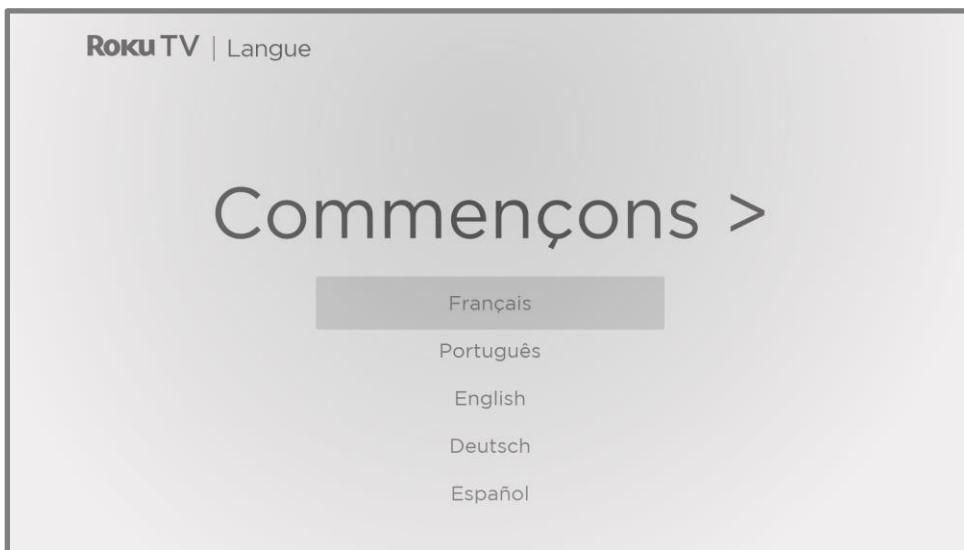 Roku TV | Langue
Commençons >
Français
Português
English
Deutsch
Español